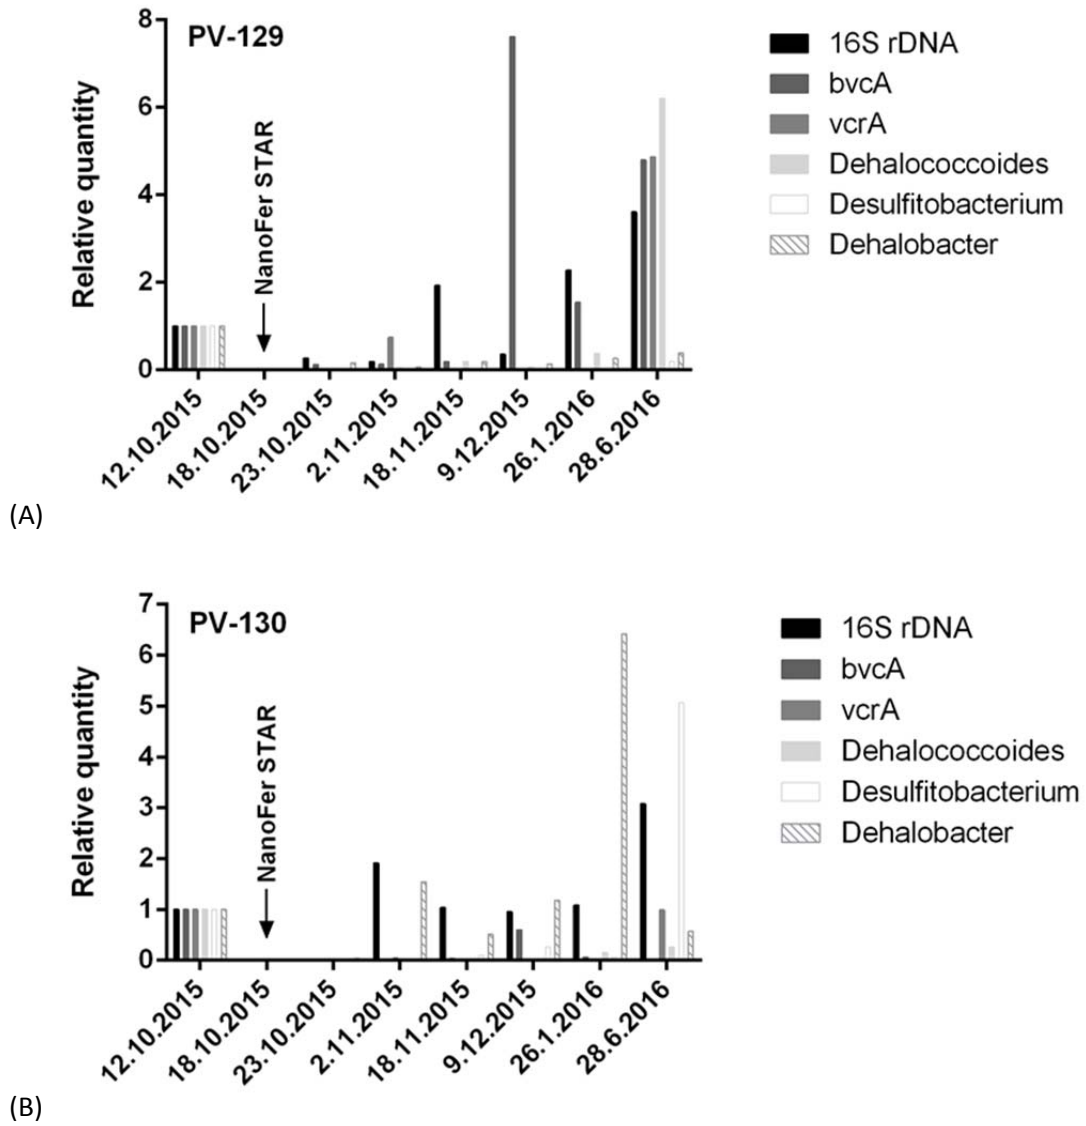 8
PV-129
6
4
2
0
Relative quantity
NanoFer STAR
12.10.2015
18.10.2015
23.10.2015
2.11.2015
18.11.2015
9.12.2015
26.1.2016
28.6.2016
16S rDNA
bvcA
vcrA
Dehalococcoides
Desulfitobacterium
Dehalobacter
(A)
7
PV-130
6
5
4
3
2
1
0
Relative quantity
NanoFer STAR
12.10.2015
18.10.2015
23.10.2015
2.11.2015
18.11.2015
9.12.2015
26.1.2016
28.6.2016
16S rDNA
bvcA
vcrA
Dehalococcoides
Desulfitobacterium
Dehalobacter
(B)